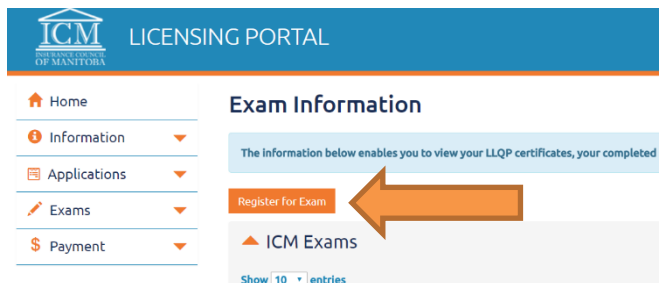 ICM
INSURANCE COUNCIL
OF MANITOBA
LICENSING PORTAL
Home
Information
Applications
Exams
Payment
Exam Information
The information below enables you to view your LLQP certificates, your completed
Register for Exam
ICM Exams
Show 10 entries